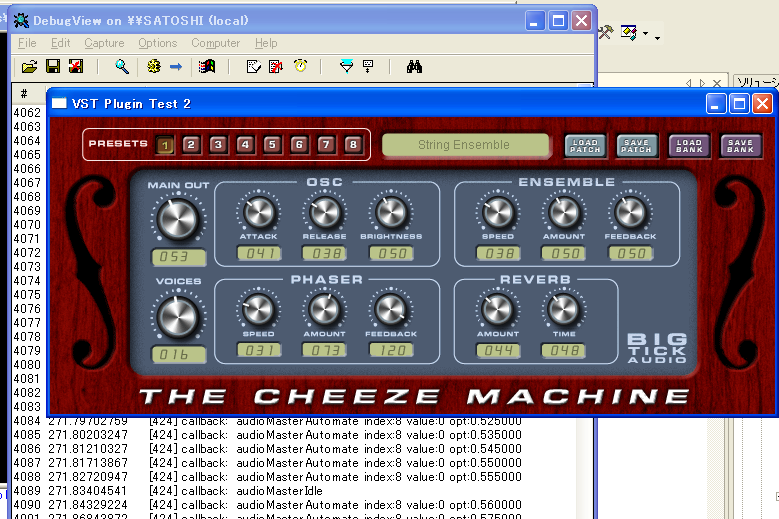 DebugView on ¥¥SATOSHI (local)
File Edit Capture Options Computer Help
#
ソリューシ
4062
VST Plugin Test 2
4063
4064
4065
4066
4067
4068
4069
4070
4071
4072
4073
4074
4075
4076
4077
4078
4079
4080
4081
4082
4083
PRESETS 1 2 3 4 5 6 7 8
String Ensemble
LOAD PATCH
SAVE PATCH
LOAD BANK
SAVE BANK
MAIN OUT
053
OSC
ATTACK RELEASE BRIGHTNESS
041 038 050
ENSEMBLE
SPEED AMOUNT FEEDBACK
038 050 050
VOICES
016
PHASER
SPEED AMOUNT FEEDBACK
031 073 120
REVERB
AMOUNT TIME
044 048
BIG
TICK
AUDIO
THE CHEEZE MACHINE
4084 271.79702759 [424] callback: audioMasterAutomate index:8 value:0 opt:0.525000
4085 271.80203247 [424] callback: audioMasterAutomate index:8 value:0 opt:0.535000
4086 271.81210327 [424] callback: audioMasterAutomate index:8 value:0 opt:0.545000
4087 271.81713867 [424] callback: audioMasterAutomate index:8 value:0 opt:0.550000
4088 271.82720947 [424] callback: audioMasterAutomate index:8 value:0 opt:0.555000
4089 271.83404541 [424] callback: audioMasterIdle
4090 271.84329224 [424] callback: audioMasterAutomate index:8 value:0 opt:0.560000
4091 271.86843872 [424] callback: audioMasterAutomate index:8 value:0 opt:0.575000